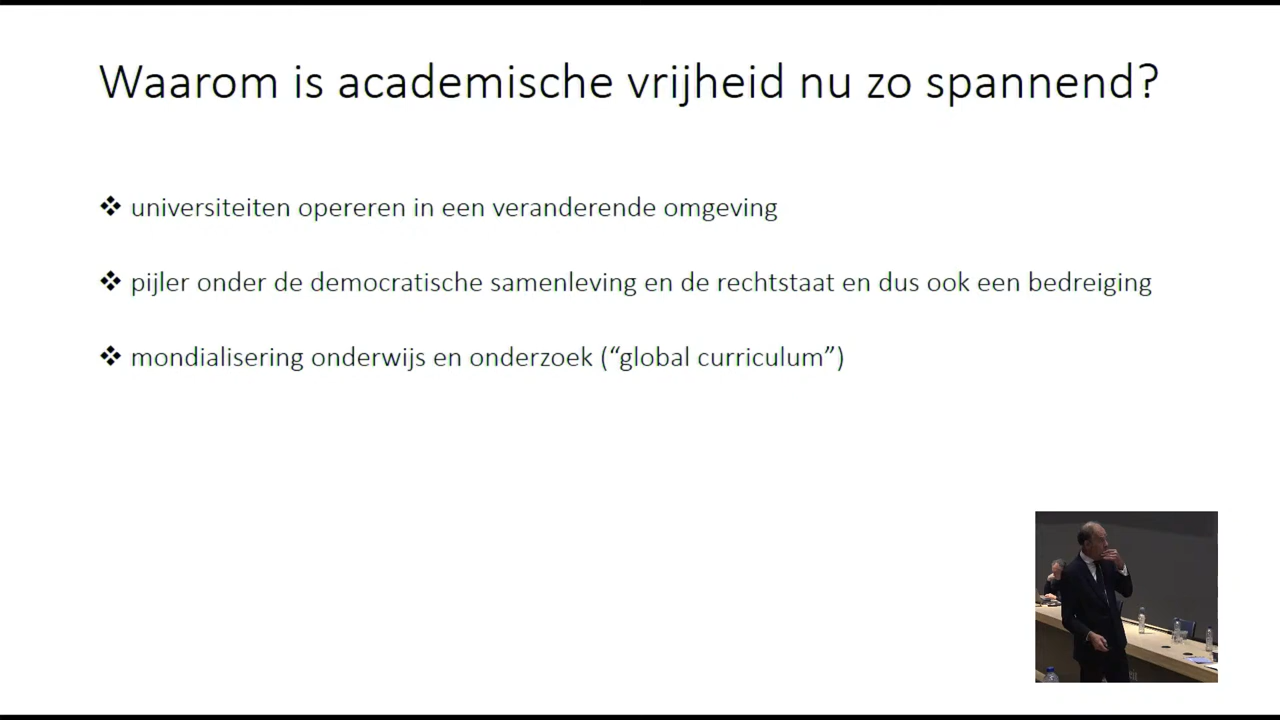 Waarom is academische vrijheid nu zo spannend?
❖ universiteiten opereren in een veranderende omgeving
❖ pijler onder de democratische samenleving en de rechtstaat en dus ook een bedreiging
❖ mondialisering onderwijs en onderzoek (“global curriculum”)